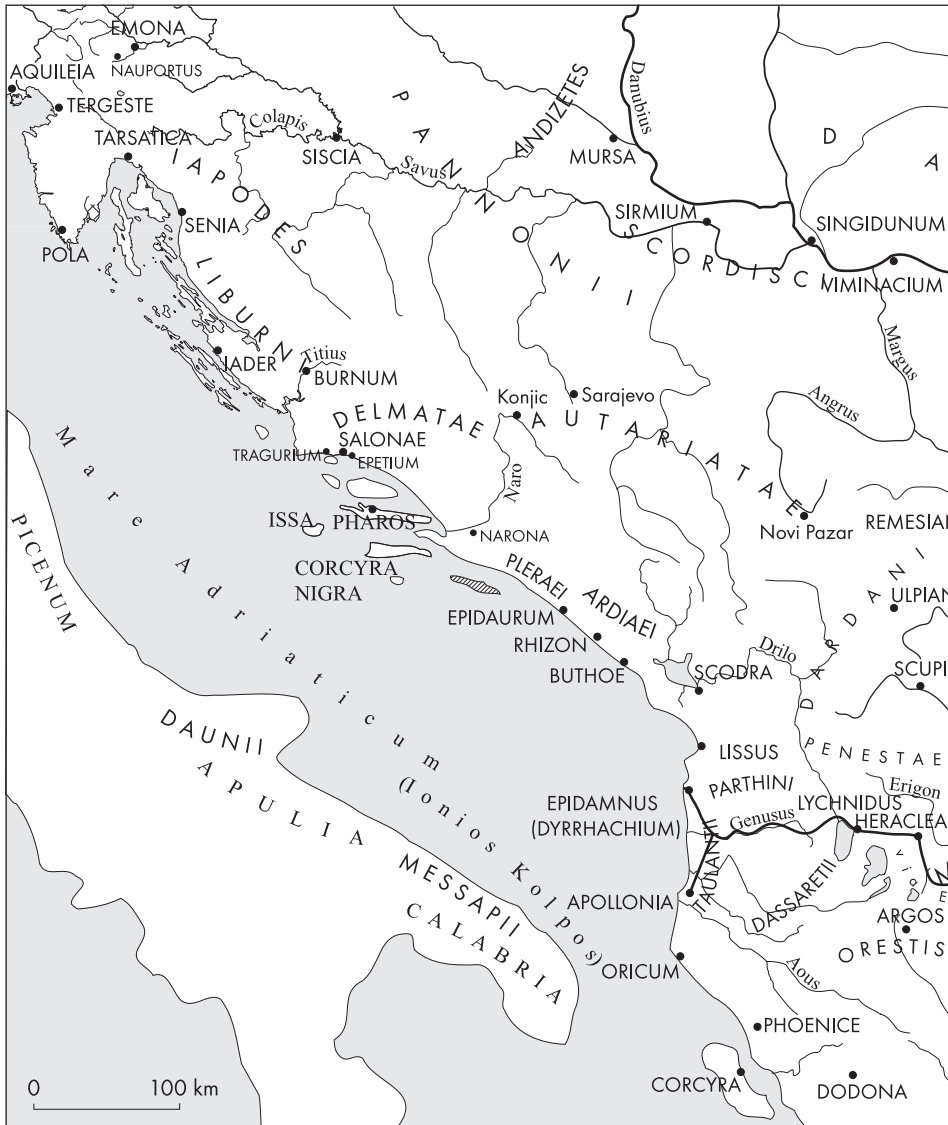 EMONA
NAUPORTUS
AQUILEIA
TERGESTE
TARSATICA
Colapis
SISCIA
IAPODES
PANNONII
ANDIZETES
Danubius
MURSA
Savus
D A
SENIA
POLA
SIRMIUM
SINGIDUNUM
SCORDISCI
VIMINACIUM
LIBURNI
Margus
IADER
Titius
BURNUM
Konjic
Sarajevo
Angrus
DELMATAE
AUTARIATAE
TRAGURIUM
SALONAE
EPETIUM
Naro
ISSA
PHAROS
NARONA
Novi Pazar
REMESIAN
CORCYRA
NIGRA
PICENUM
Mare Adriaticum (Ionios Kolpos)
PLERAEI
ARDIAEI
DARDANI
ULPIAN
EPIDAURUM
RHIZON
BUTHOE
SCODRA
Drilo
SCUPI
DAUNII
APULIA
LISSUS
PENESTAE
PARTHINI
Erigon
EPIDAMNUS
(DYRRHACHIUM)
Genusus
LYCHNIDUS
HERACLEA
via
E
TAULANTII
MESSAPII
CALABRIA
APOLLONIA
DASSARETII
ARGOS
ORESTIS
ORICUM
Aous
PHOENICE
CORCYRA
DODONA
0 100 km